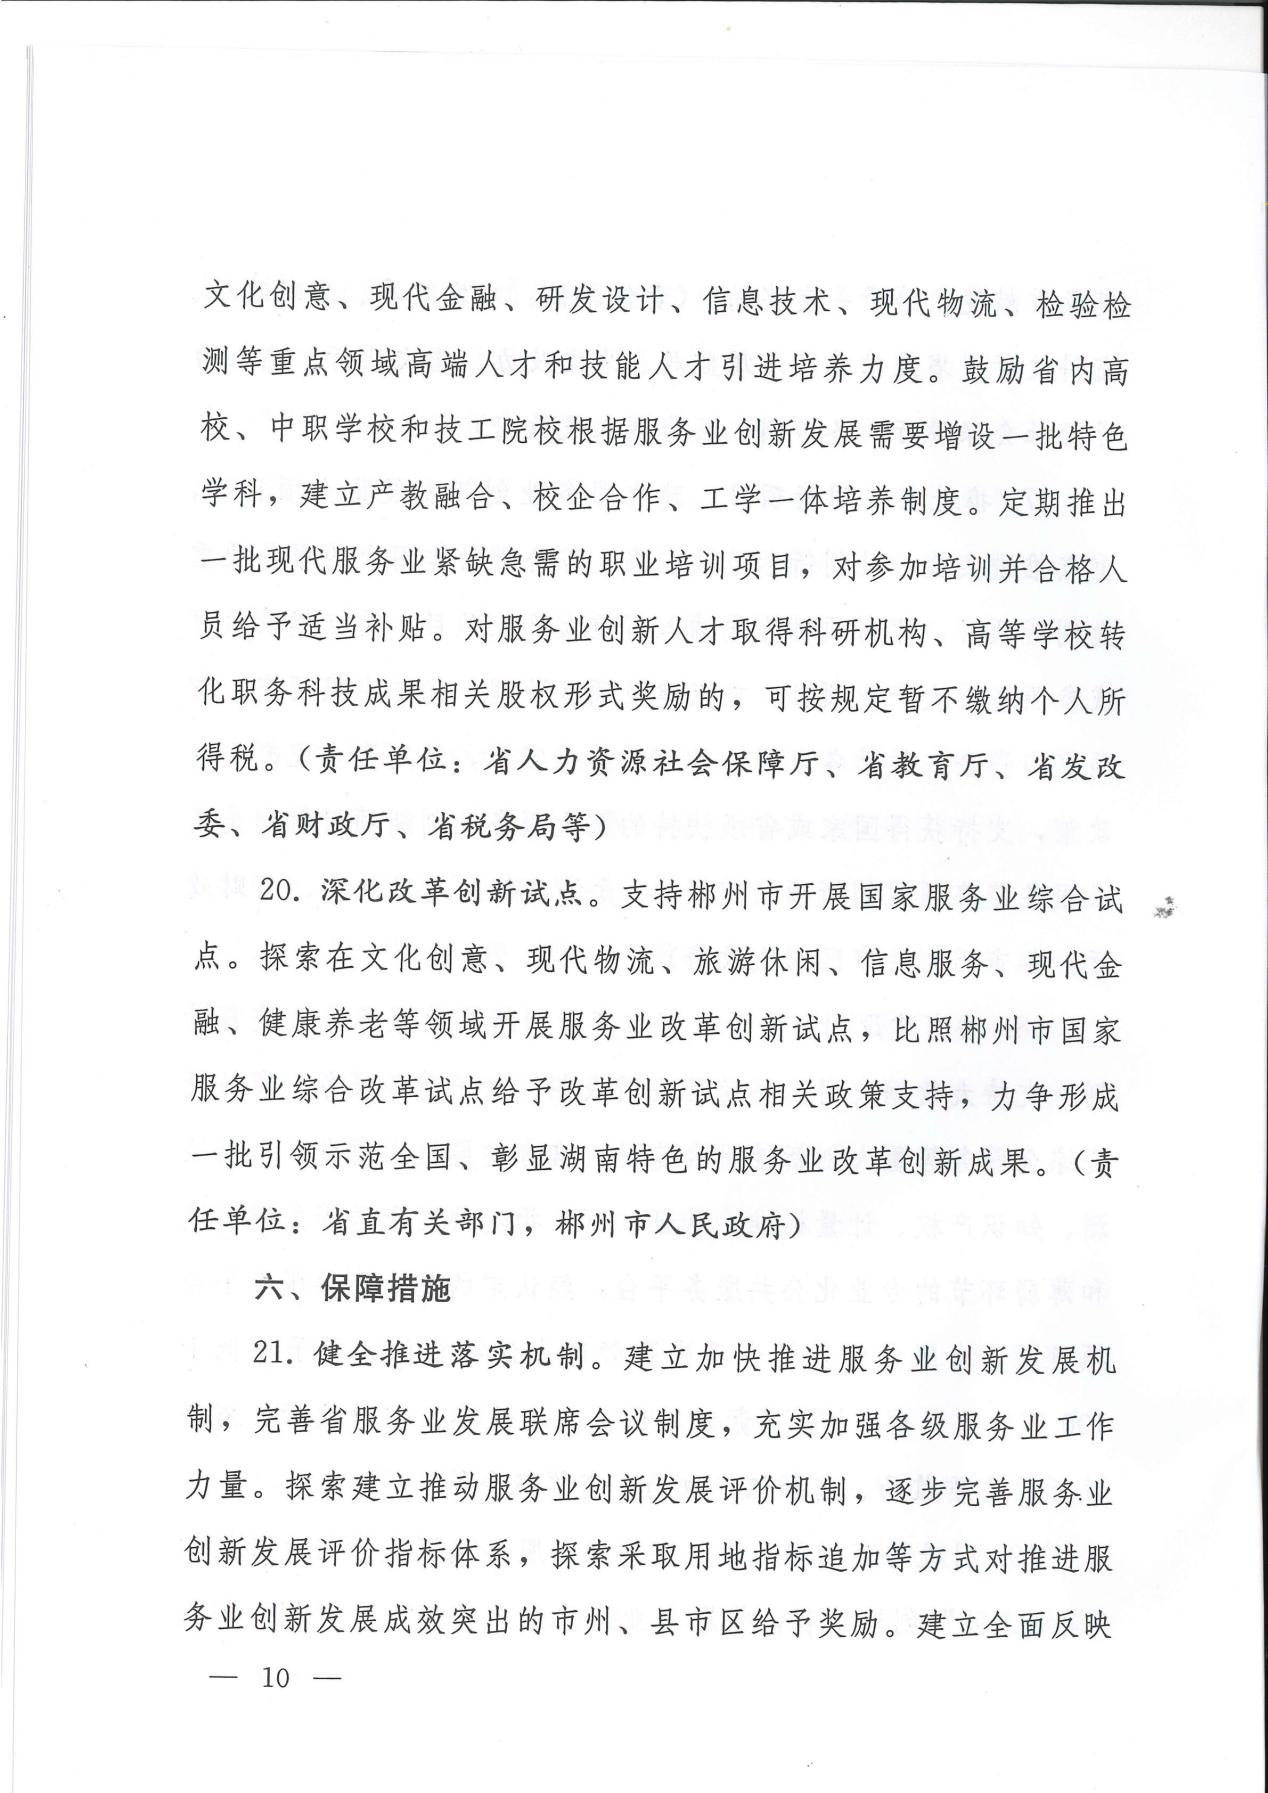 文化创意、现代金融、研发设计、信息技术、现代物流、检验检
测等重点领域高端人才和技能人才引进培养力度。鼓励省内高
校、中职学校和技工院校根据服务业创新发展需要增设一批特色
学科，建立产教融合、校企合作、工学一体培养制度。定期推出
一批现代服务业紧缺急需的职业培训项目，对参加培训并合格人
员给予适当补贴。对服务业创新人才取得科研机构、高等学校转
化职务科技成果相关股权形式奖励的，可按规定暂不缴纳个人所
得税。（责任单位：省人力资源社会保障厅、省教育厅、省发改
委、省财政厅、省税务局等）
20. 深化改革创新试点。支持郴州市开展国家服务业综合试
点。探索在文化创意、现代物流、旅游休闲、信息服务、现代金
融、健康养老等领域开展服务业改革创新试点，比照郴州市国家
服务业综合改革试点给予改革创新试点相关政策支持，力争形成
一批引领示范全国、彰显湖南特色的服务业改革创新成果。（责
任单位：省直有关部门，郴州市人民政府）
六、保障措施
21. 健全推进落实机制。建立加快推进服务业创新发展机
制，完善省服务业发展联席会议制度，充实加强各级服务业工作
力量。探索建立推动服务业创新发展评价机制，逐步完善服务业
创新发展评价指标体系，探索采取用地指标追加等方式对推进服
务业创新发展成效突出的市州、县市区给予奖励。建立全面反映
— 10 —